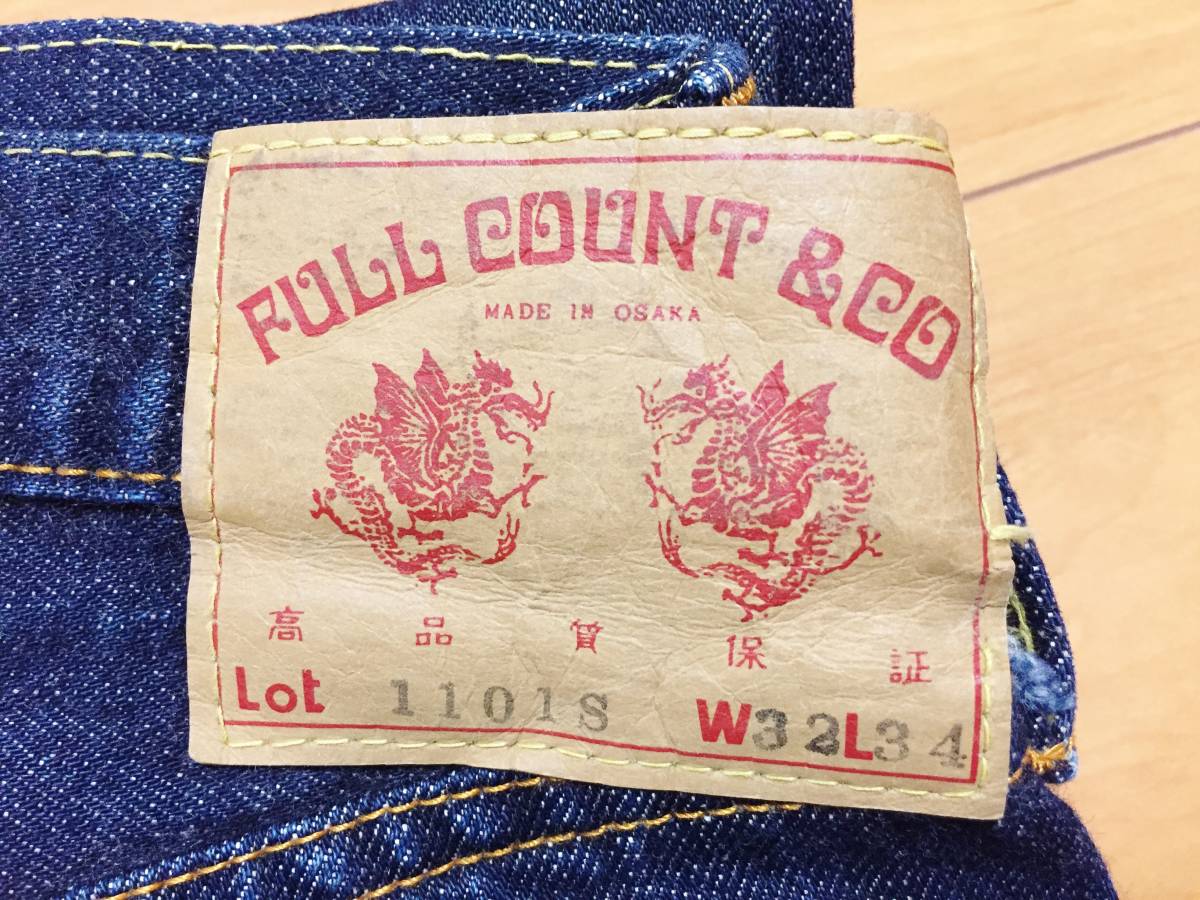 FULL COUNT & CO
MADE IN OSAKA
高品質保証
Lot 1101S W32L34